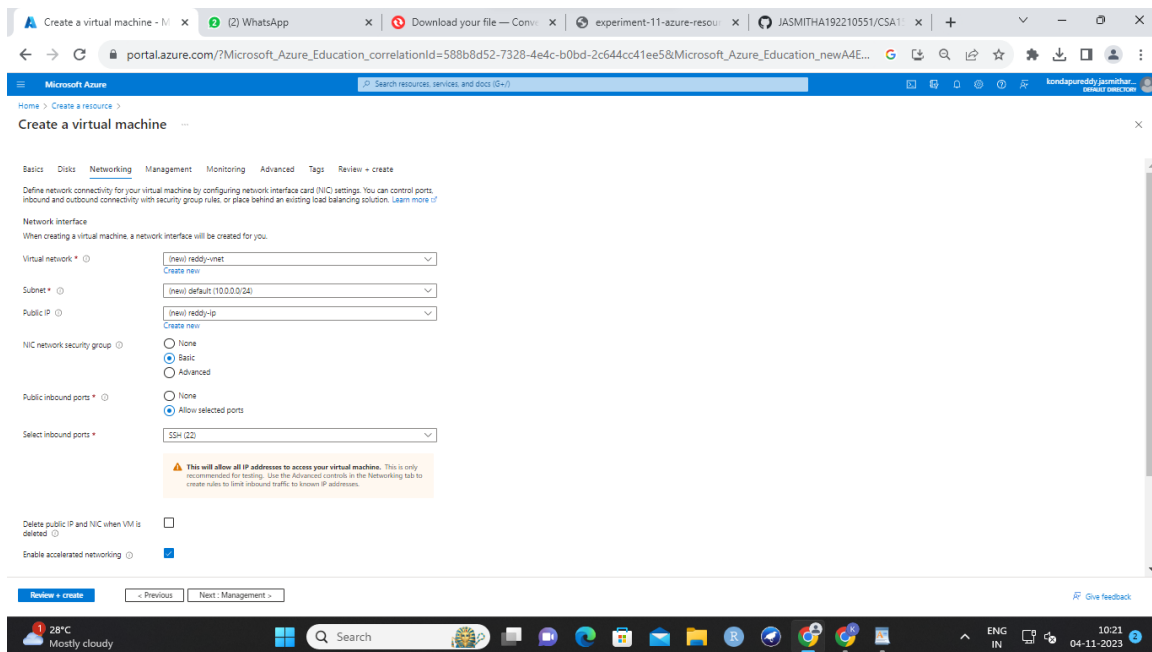 Create a virtual machine - M
2 (2) WhatsApp
Download your file — Conve
experiment-11-azure-resour
JASMITHA192210551/CSA15
portal.azure.com/?Microsoft_Azure_Education_correlationId=588b8d52-7328-4e4c-b0bd-2c644cc41ee5&Microsoft_Azure_Education_newA4E...
Microsoft Azure
Search resources, services, and docs (G+/)
kondapureddy.jasmithar...
DEFAULT DIRECTORY
Home > Create a resource >
Create a virtual machine ...
Basics Disks Networking Management Monitoring Advanced Tags Review + create
Define network connectivity for your virtual machine by configuring network interface card (NIC) settings. You can control ports,
inbound and outbound connectivity with security group rules, or place behind an existing load balancing solution. Learn more
Network interface
When creating a virtual machine, a network interface will be created for you.
Virtual network *
(new) reddy-vnet
Create new
Subnet *
(new) default (10.0.0.0/24)
Public IP
(new) reddy-ip
Create new
NIC network security group
None
Basic
Advanced
Public inbound ports *
None
Allow selected ports
Select inbound ports *
SSH (22)
This will allow all IP addresses to access your virtual machine. This is only
recommended for testing. Use the Advanced controls in the Networking tab to
create rules to limit inbound traffic to known IP addresses.
Delete public IP and NIC when VM is
deleted
Enable accelerated networking
Review + create
< Previous
Next : Management >
Give feedback
1
28°C
Mostly cloudy
Search
R
K
ENG
IN
10:21
04-11-2023
2